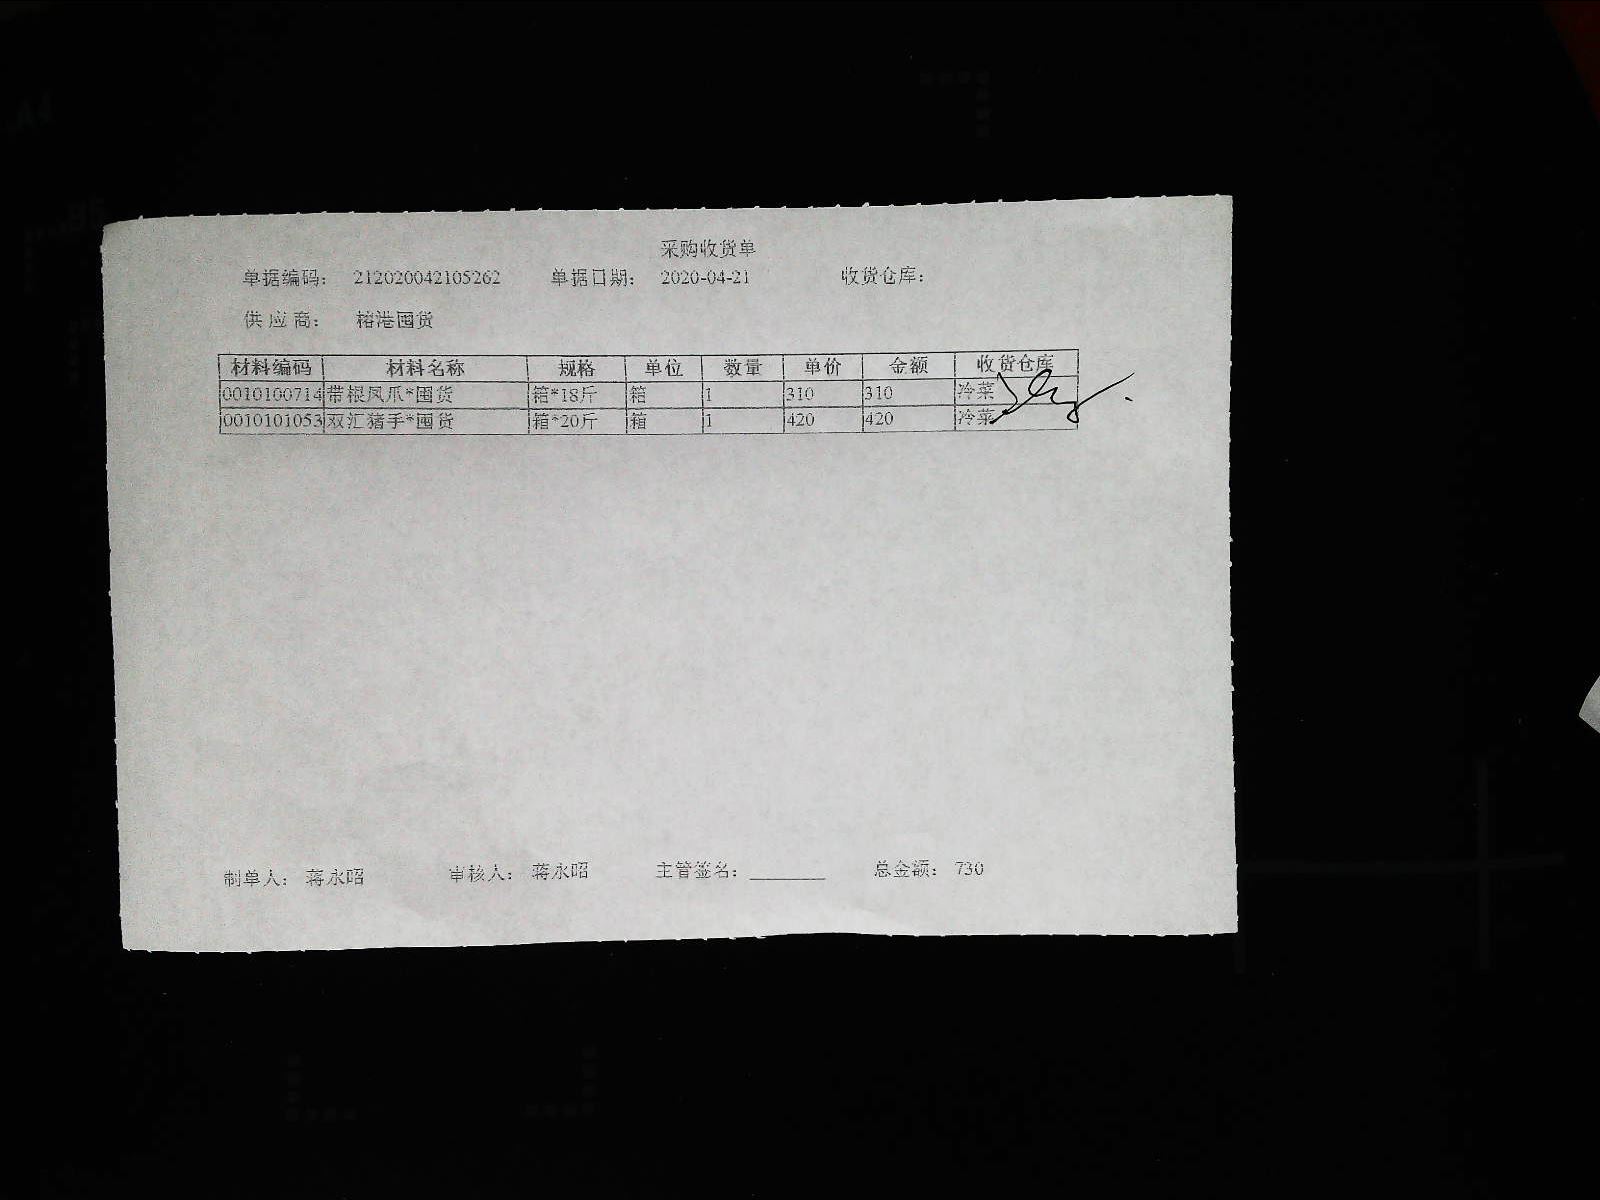 采购收货单
单据编码： 212020042105262 单据日期： 2020-04-21 收货仓库：
供 应 商： 榕港囤货
材料编码 材料名称 规格 单位 数量 单价 金额 收货仓库
0010100714 带根凤爪*囤货 箱*18斤 箱 1 310 310 冷菜
0010101053 双汇猪手*囤货 箱*20斤 箱 1 420 420 冷菜
制单人： 蒋永昭 审核人： 蒋永昭 主管签名：_______ 总金额： 730